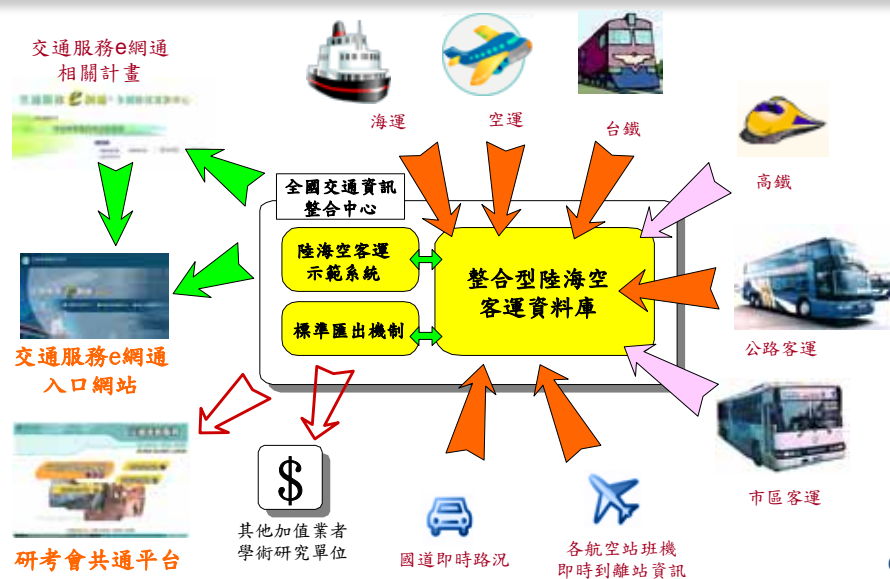 交通服務e網通
相關計畫
海運
空運
台鐵
高鐵
全國交通資訊
整合中心
陸海空客運
示範系統
整合型陸海空
客運資料庫
標準匯出機制
公路客運
交通服務e網通
入口網站
$
其他加值業者
學術研究單位
市區客運
研考會共通平台
國道即時路況
各航空站班機
即時到離站資訊